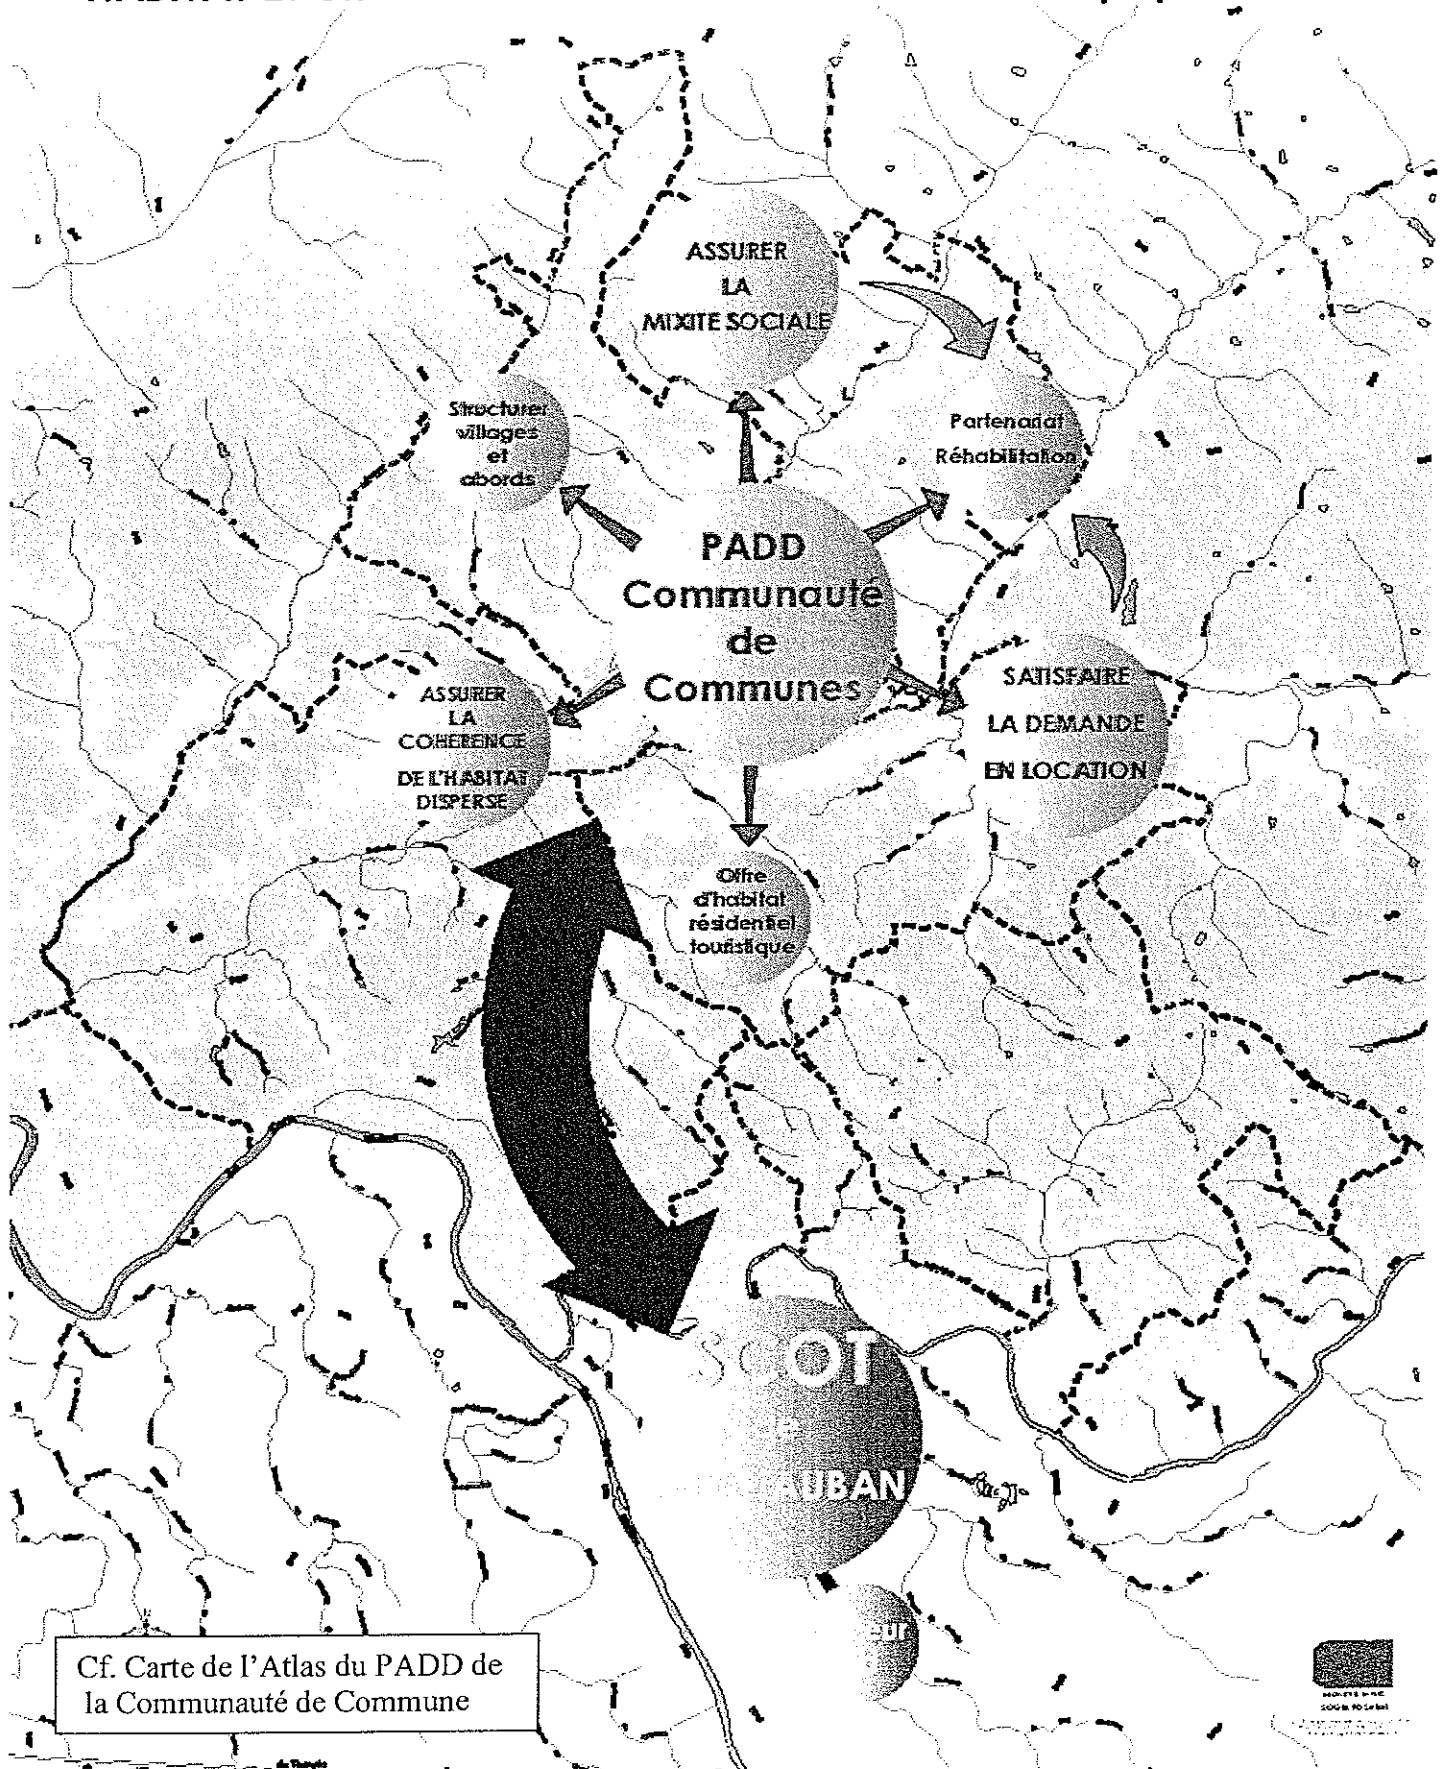 ASSURER
LA
MIXITE SOCIALE
Structurer
villages
et
abords
Partenariat
Réhabilitation
PADD
Communauté
de
Communes
ASSURER
LA
COHERENCE
DE L'HABITAT
DISPERSE
SATISFAIRE
LA DEMANDE
EN LOCATION
Offre
d'habitat
résidentiel
touristique
SCOT
AUBAN
eur
Cf. Carte de l'Atlas du PADD de
la Communauté de Commune